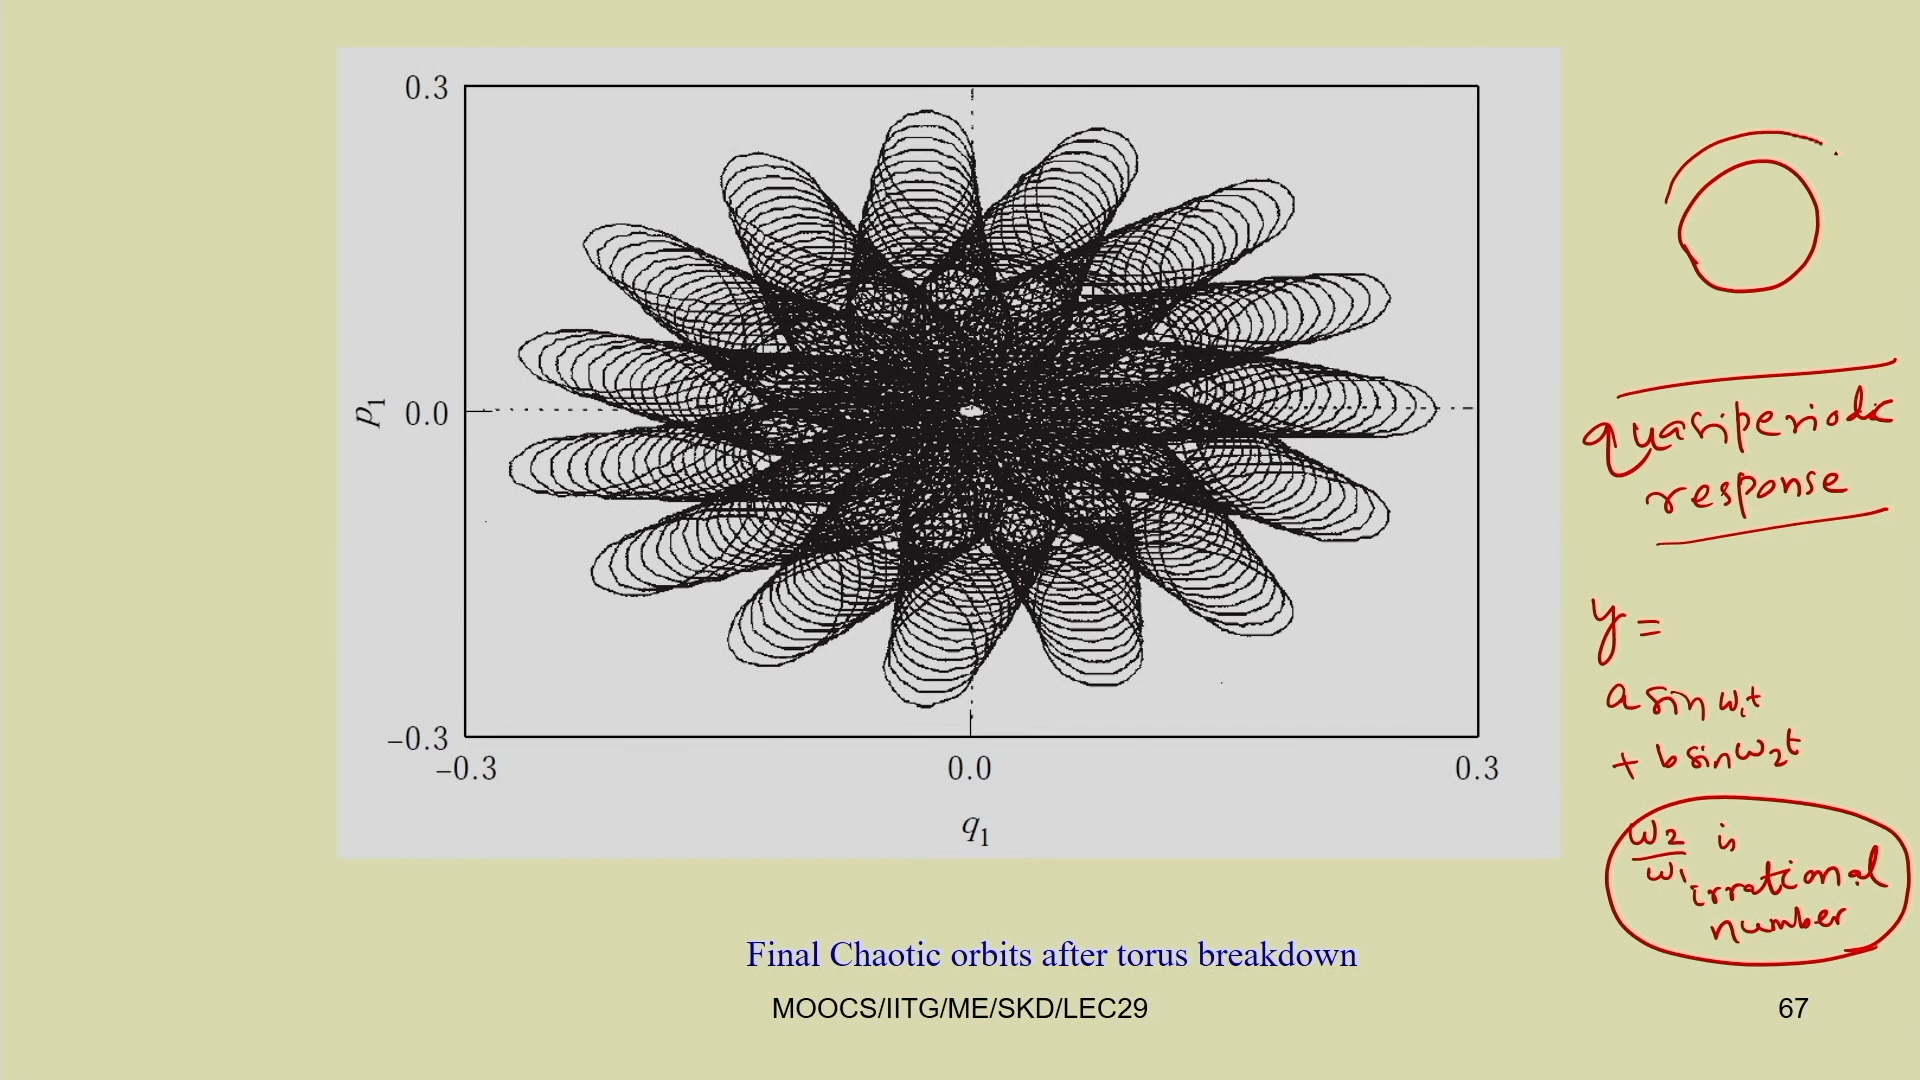 0.3
p1
0.0
−0.3
−0.3
0.0
0.3
q1
quasiperiodic
response
y =
a sin ω1t
+ b sin ω2t
ω2/ω1 is
irrational
number
Final Chaotic orbits after torus breakdown
MOOCS/IITG/ME/SKD/LEC29
67